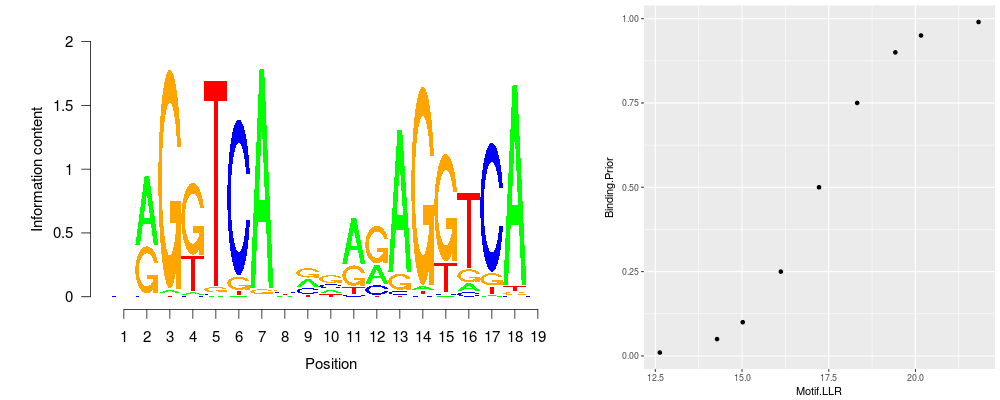 2
1.5
1
0.5
0
Information content
1 2 3 4 5 6 7 8 9 10 11 12 13 14 15 16 17 18 19
Position
A G G G T T C A G A G A G A G A G G T T C A
1.00
0.75
0.50
0.25
0.00
Binding.Prior
12.5 15.0 17.5 20.0
Motif.LLR